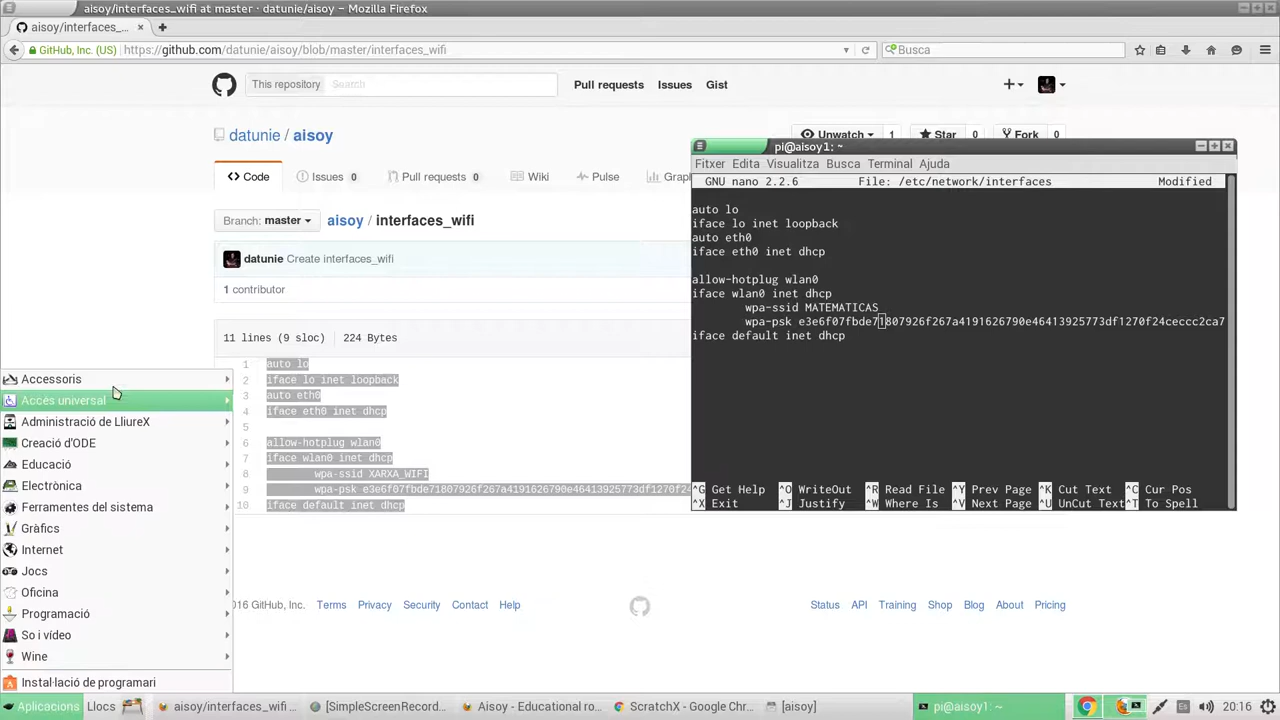 aisoy/interfaces_wifi at master · datunie/aisoy – Mozilla Firefox
aisoy/interfaces_...
GitHub, Inc. (US) https://github.com/datunie/aisoy/blob/master/interfaces_wifi
Busca
This repository Search Pull requests Issues Gist
datunie / aisoy
Unwatch 1 Star 0 Fork 0
Code Issues 0 Pull requests 0 Wiki Pulse Grap
Branch: master aisoy / interfaces_wifi
datunie Create interfaces_wifi
1 contributor
11 lines (9 sloc) 224 Bytes
1 auto lo
2 iface lo inet loopback
3 auto eth0
4 iface eth0 inet dhcp
5
6 allow-hotplug wlan0
7 iface wlan0 inet dhcp
8 wpa-ssid XARXA_WIFI
9 wpa-psk e3e6f07fbde71807926f267a4191626790e46413925773df1270f24
10 iface default inet dhcp
16 GitHub, Inc. Terms Privacy Security Contact Help
Status API Training Shop Blog About Pricing
pi@aisoy1: ~
Fitxer Edita Visualitza Busca Terminal Ajuda
GNU nano 2.2.6 File: /etc/network/interfaces Modified
auto lo
iface lo inet loopback
auto eth0
iface eth0 inet dhcp
allow-hotplug wlan0
iface wlan0 inet dhcp
wpa-ssid MATEMATICAS
wpa-psk e3e6f07fbde71807926f267a4191626790e46413925773df1270f24ceccc2ca7
iface default inet dhcp
^G Get Help ^O WriteOut ^R Read File ^Y Prev Page ^K Cut Text ^C Cur Pos
^X Exit ^J Justify ^W Where Is ^V Next Page ^U UnCut Text ^T To Spell
Accessoris
Accés universal
Administració de LliureX
Creació d'ODE
Educació
Electrònica
Ferramentes del sistema
Gràfics
Internet
Jocs
Oficina
Programació
So i vídeo
Wine
Instal·lació de programari
Aplicacions Llocs aisoy/interfaces_wifi ... [SimpleScreenRecod... Aisoy - Educational ro... ScratchX - Google Chr... [aisoy] pi@aisoy1: ~ Es 20:16